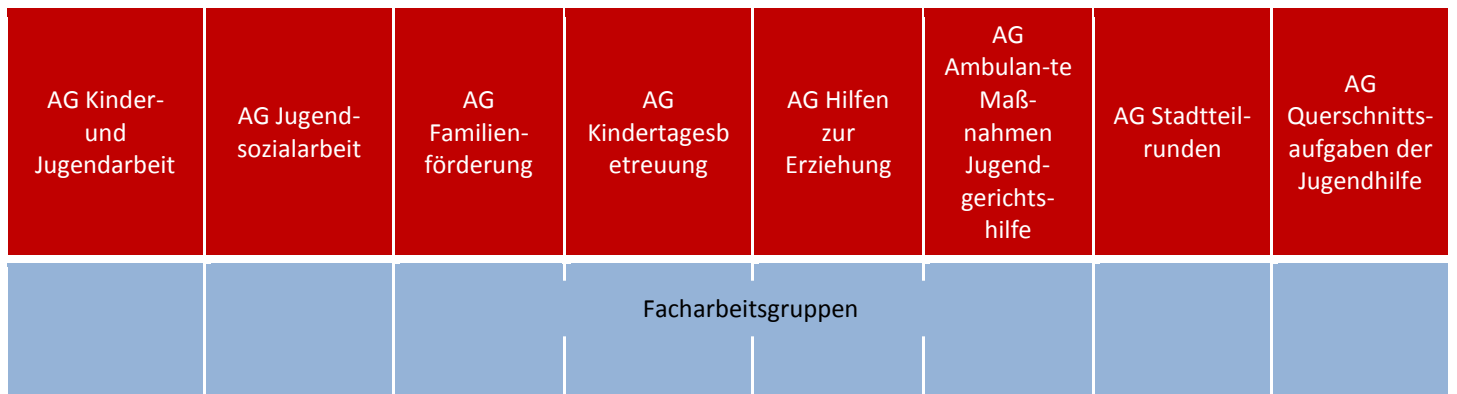 AG Kinder-
und
Jugendarbeit
AG Jugend-
sozialarbeit
AG
Familien-
förderung
AG
Kindertagesb
etreuung
AG Hilfen
zur
Erziehung
AG
Ambulan-te
Maß-
nahmen
Jugend-
gerichts-
hilfe
AG Stadtteil-
runden
AG
Querschnitts-
aufgaben der
Jugendhilfe
Facharbeitsgruppen